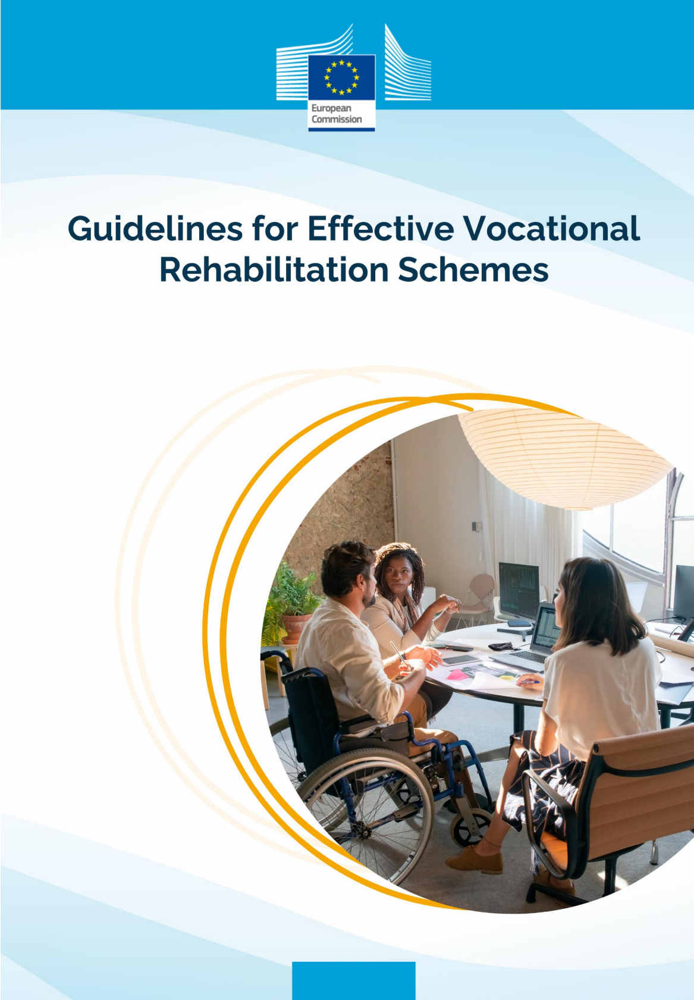 European
Commission
Guidelines for Effective Vocational
Rehabilitation Schemes